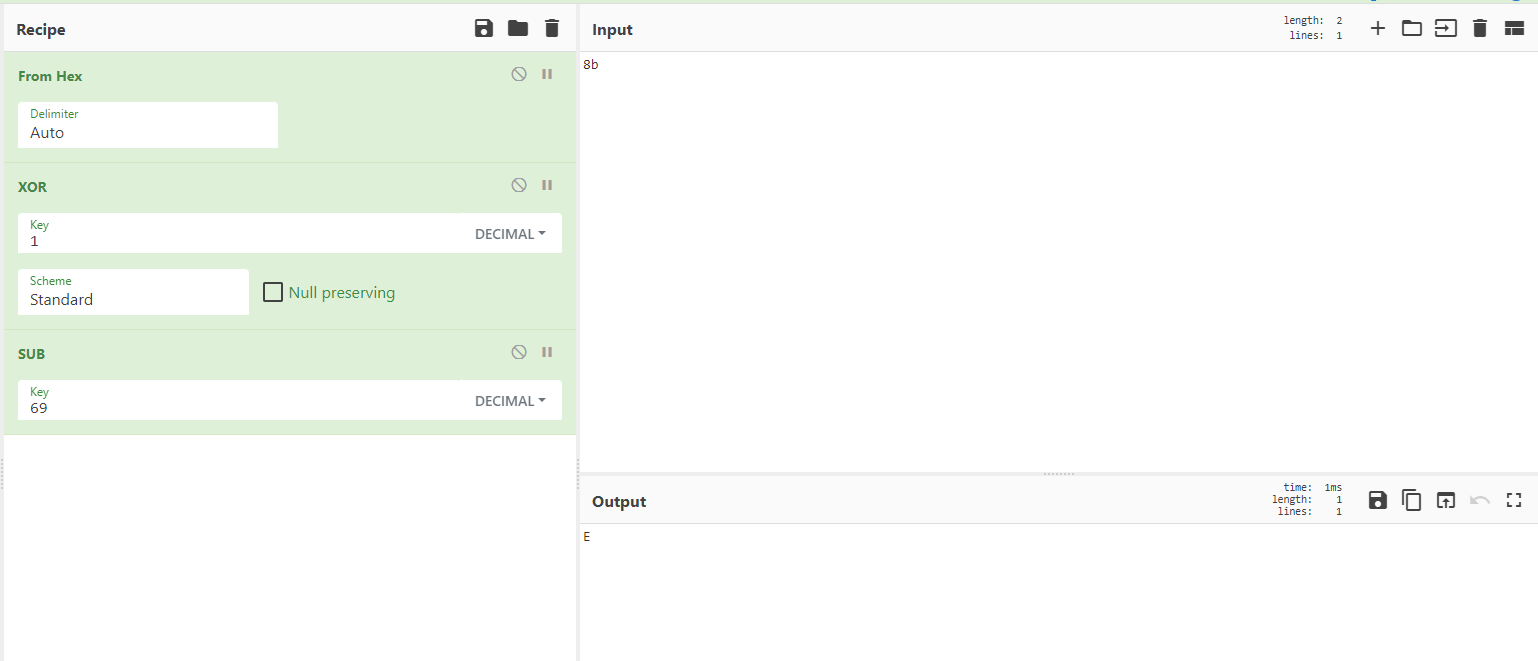 Recipe
From Hex
Delimiter
Auto
XOR
Key
1
DECIMAL
Scheme
Standard
Null preserving
SUB
Key
69
DECIMAL
Input
length: 2
lines: 1
8b
Output
time: 1ms
length: 1
lines: 1
E